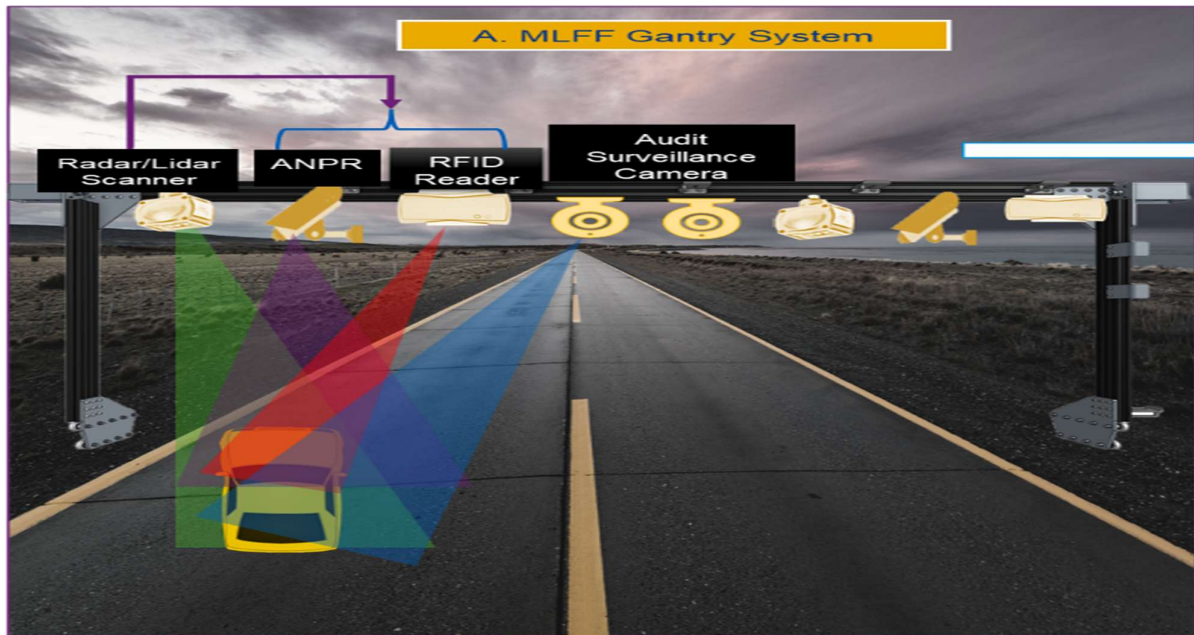 A. MLFF Gantry System
Radar/Lidar
Scanner
ANPR
RFID
Reader
Audit
Surveillance
Camera